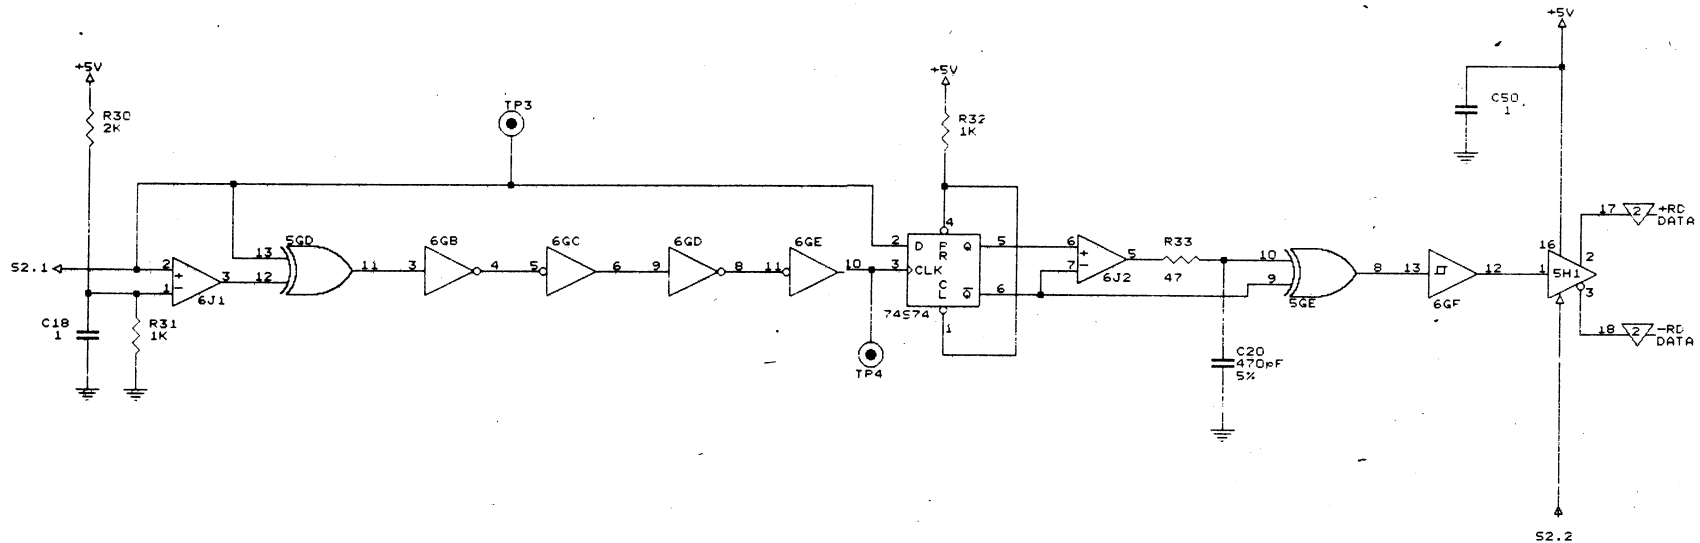 +5V
+5V
+5V
R30
2K
TP3
R32
1K
C50
1
S2.1
2
+
3
1
-
6J1
C18
1
R31
1K
5GD
13
12
11
6GB
3
4
6GC
5
6
6GD
9
8
6GE
11
10
TP4
2
D
4
P
R
Q
5
3
CLK
C
L
Q
6
74S74
1
6
+
7
-
5
6J2
R33
47
C20
470pF
5%
10
9
8
5GE
13
12
6GF
16
1
5H1
2
3
17
2
+RD
DATA
18
2
-RD
DATA
S2.2